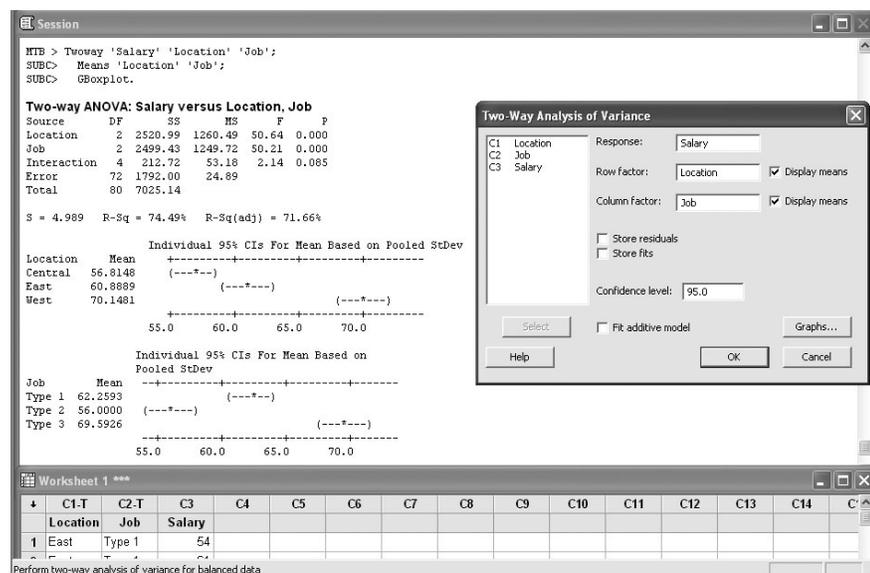 Session
MTB > Twoway 'Salary' 'Location' 'Job';
SUBC>   Means 'Location' 'Job';
SUBC>   GBoxplot.
Two-way ANOVA: Salary versus Location, Job
Source DF SS MS F P
Location 2 2520.99 1260.49 50.64 0.000
Job 2 2499.43 1249.72 50.21 0.000
Interaction 4 212.72 53.18 2.14 0.085
Error 72 1792.00 24.89
Total 80 7025.14
S = 4.989 R-Sq = 74.49% R-Sq(adj) = 71.66%
Individual 95% CIs For Mean Based on Pooled StDev
Location Mean --+---------+---------+---------+-------
Central 56.8148 (---*--)
East 60.8889 (---*---)
West 70.1481 (---*---)
--+---------+---------+---------+-------
55.0 60.0 65.0 70.0
Individual 95% CIs For Mean Based on
Pooled StDev
Job Mean --+---------+---------+---------+-------
Type 1 62.2593 (---*--)
Type 2 56.0000 (---*---)
Type 3 69.5926 (---*---)
--+---------+---------+---------+-------
55.0 60.0 65.0 70.0
Two-Way Analysis of Variance
C1 Location
C2 Job
C3 Salary
Response: Salary
Row factor: Location Display means
Column factor: Job Display means
Store residuals
Store fits
Confidence level: 95.0
Select
Fit additive model
Graphs...
Help
OK
Cancel
Worksheet 1 ***
C1-T C2-T C3 C4 C5 C6 C7 C8 C9 C10 C11 C12 C13 C14
Location Job Salary
1 East Type 1 54
Perform two-way analysis of variance for balanced data